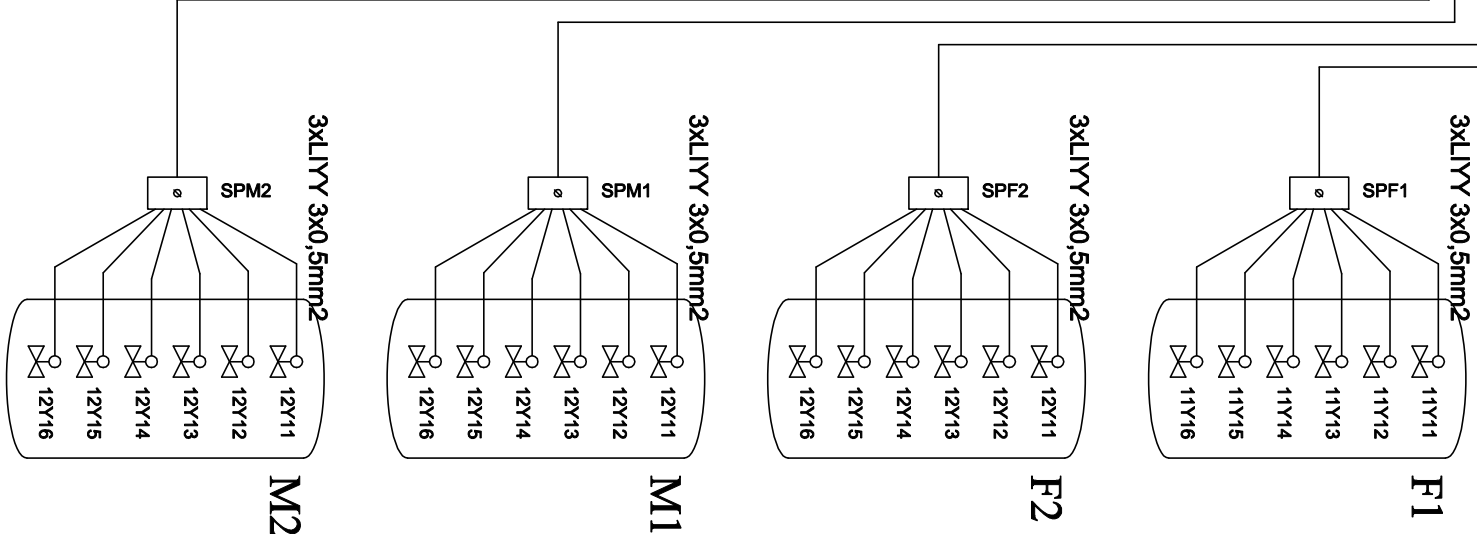 3xLIYY 3x0,5mm2
3xLIYY 3x0,5mm2
3xLIYY 3x0,5mm2
3xLIYY 3x0,5mm2
SPM2
SPM1
SPF2
SPF1
12Y16
12Y15
12Y14
12Y13
12Y12
12Y11
12Y16
12Y15
12Y14
12Y13
12Y12
12Y11
12Y16
12Y15
12Y14
12Y13
12Y12
12Y11
11Y16
11Y15
11Y14
11Y13
11Y12
11Y11
M2
M1
F2
F1